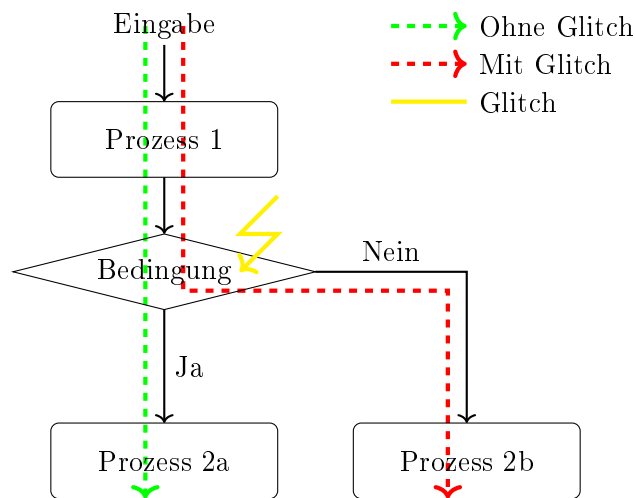 Eingabe
Ohne Glitch
Mit Glitch
Glitch
Prozess 1
Bedingung
Nein
Ja
Prozess 2a
Prozess 2b